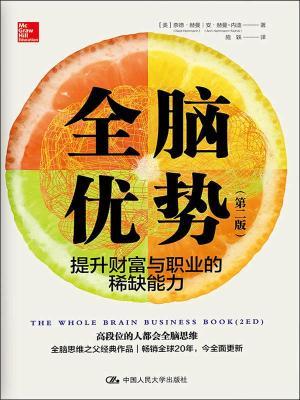 Mc
Graw
Hill
Education
［美］奈德·赫曼｜安·赫曼-内迪——著
（Ned Herrmann）（Ann Herrmann-Nehdi）
施 轶——译
全脑
优势
（第二版）
提升财富与职业的
稀缺能力
THE WHOLE BRAIN BUSINESS BOOK(2ED)
高段位的人都会全脑思维
全脑思维之父经典作品｜畅销全球20年，今全面更新
中国人民大学出版社